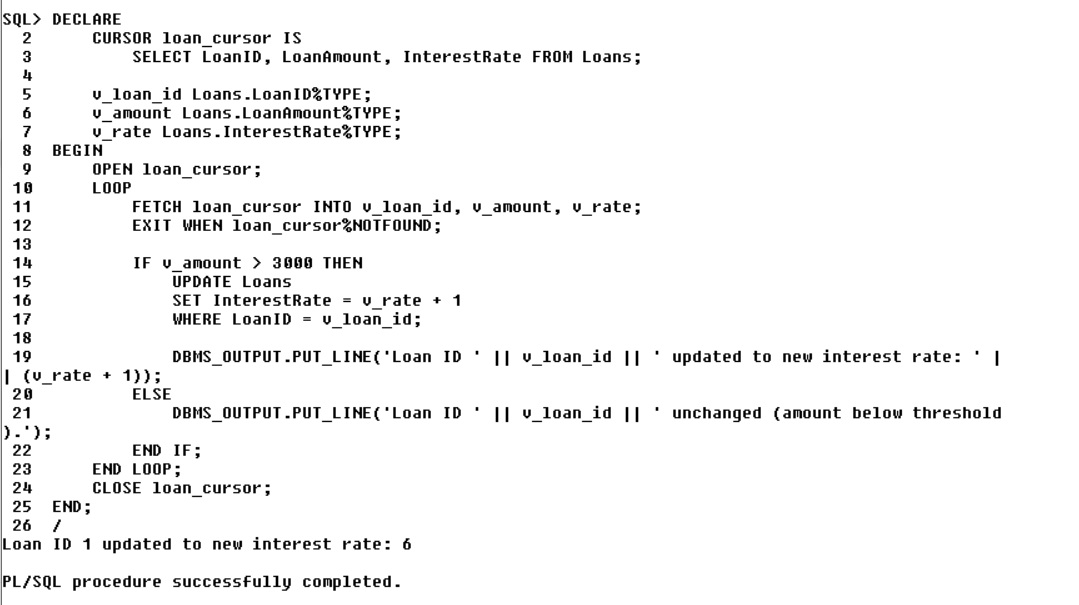 SQL> DECLARE
  2      CURSOR loan_cursor IS
  3          SELECT LoanID, LoanAmount, InterestRate FROM Loans;
  4
  5      v_loan_id Loans.LoanID%TYPE;
  6      v_amount Loans.LoanAmount%TYPE;
  7      v_rate Loans.InterestRate%TYPE;
  8  BEGIN
  9      OPEN loan_cursor;
 10      LOOP
 11          FETCH loan_cursor INTO v_loan_id, v_amount, v_rate;
 12          EXIT WHEN loan_cursor%NOTFOUND;
 13
 14          IF v_amount > 3000 THEN
 15              UPDATE Loans
 16              SET InterestRate = v_rate + 1
 17              WHERE LoanID = v_loan_id;
 18
 19              DBMS_OUTPUT.PUT_LINE('Loan ID ' || v_loan_id || ' updated to new interest rate: ' |
| (v_rate + 1));
 20          ELSE
 21              DBMS_OUTPUT.PUT_LINE('Loan ID ' || v_loan_id || ' unchanged (amount below threshold
).');
 22          END IF;
 23      END LOOP;
 24      CLOSE loan_cursor;
 25  END;
 26  /
Loan ID 1 updated to new interest rate: 6
PL/SQL procedure successfully completed.